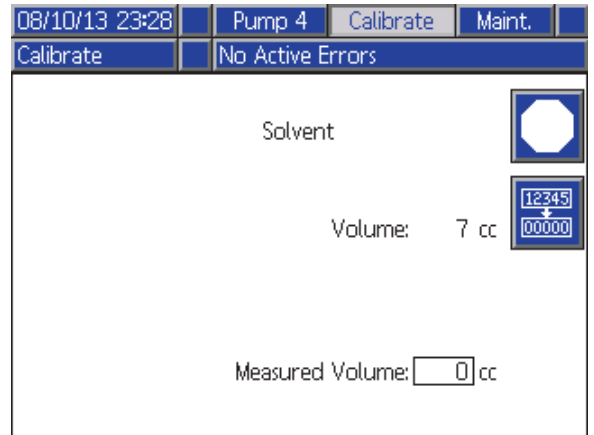 08/10/13 23:28 Pump 4 Calibrate Maint.
Calibrate No Active Errors
Solvent
12345
Volume: 7 cc 00000
Measured Volume: 0 cc